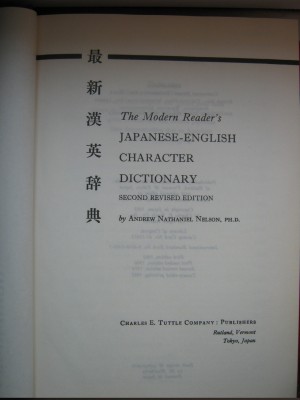 最新漢英辞典
The Modern Reader's
JAPANESE-ENGLISH
CHARACTER
DICTIONARY
SECOND REVISED EDITION
by ANDREW NATHANIEL NELSON, PH.D.
CHARLES E. TUTTLE COMPANY : PUBLISHERS
Rutland, Vermont
Tokyo, Japan